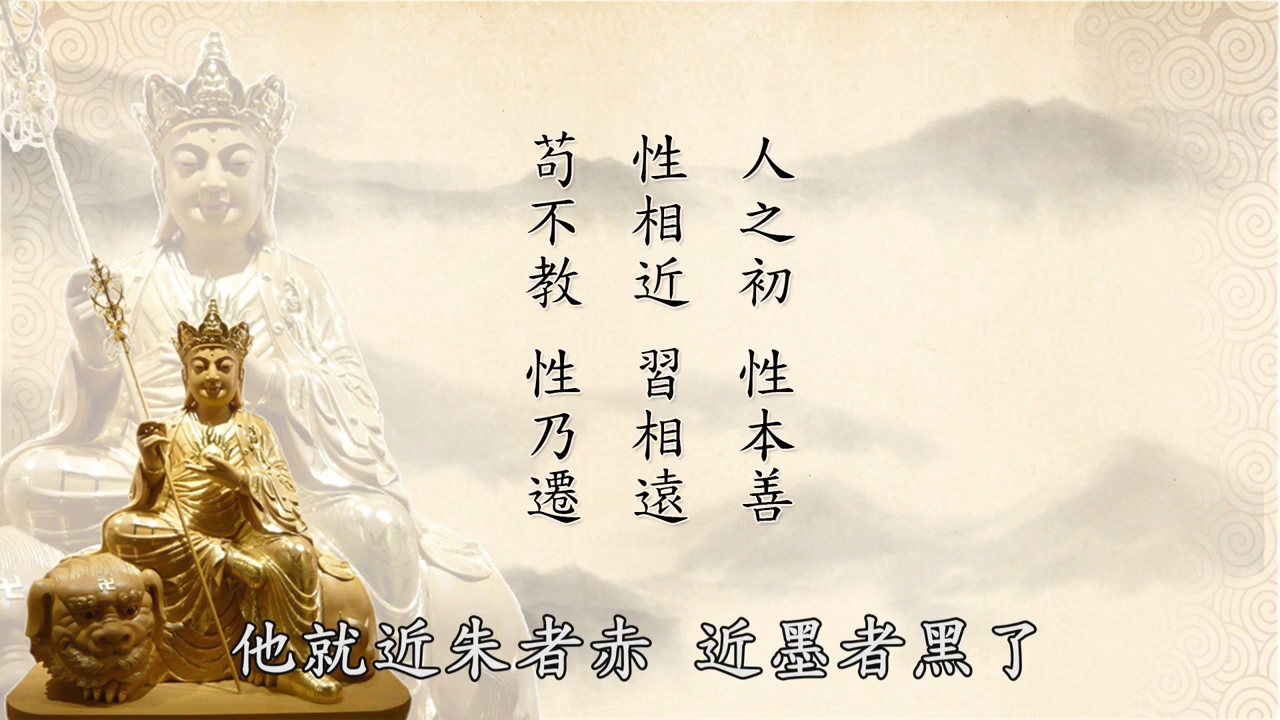 人之初 性本善
性相近 習相遠
苟不教 性乃遷
他就近朱者赤 近墨者黑了